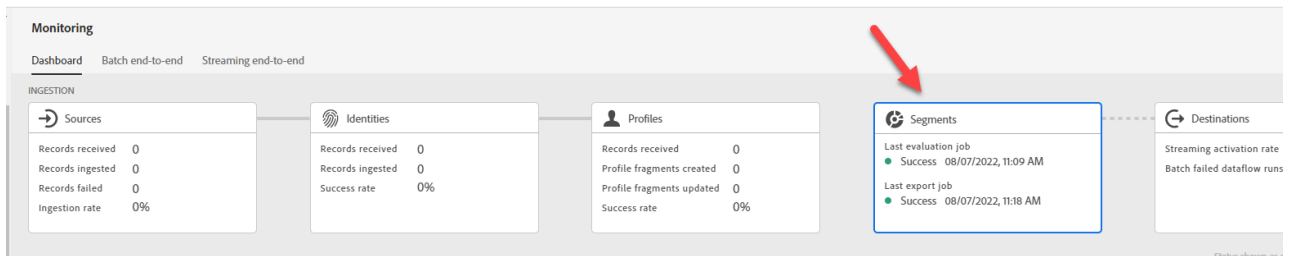 Monitoring
Dashboard Batch end-to-end Streaming end-to-end
INGESTION
Sources
Records received 0
Records ingested 0
Records failed 0
Ingestion rate 0%
Identities
Records received 0
Records ingested 0
Success rate 0%
Profiles
Records received 0
Profile fragments created 0
Profile fragments updated 0
Success rate 0%
Segments
Last evaluation job
Success 08/07/2022, 11:09 AM
Last export job
Success 08/07/2022, 11:18 AM
Destinations
Streaming activation rate
Batch failed dataflow runs